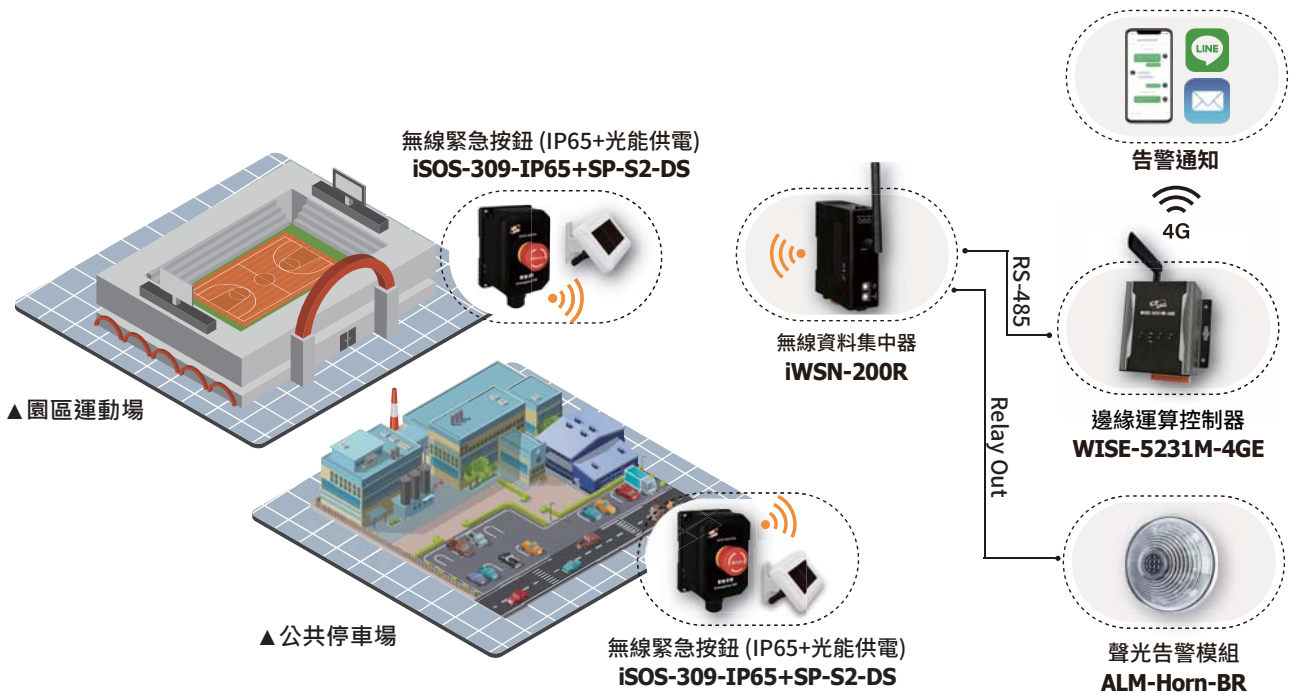 LINE
告警通知
4G
無線緊急按鈕 (IP65+光能供電)
iSOS-309-IP65+SP-S2-DS
RS-485
無線資料集中器
iWSN-200R
▲園區運動場
Relay Out
邊緣運算控制器
WISE-5231M-4GE
▲公共停車場
無線緊急按鈕 (IP65+光能供電)
iSOS-309-IP65+SP-S2-DS
聲光告警模組
ALM-Horn-BR